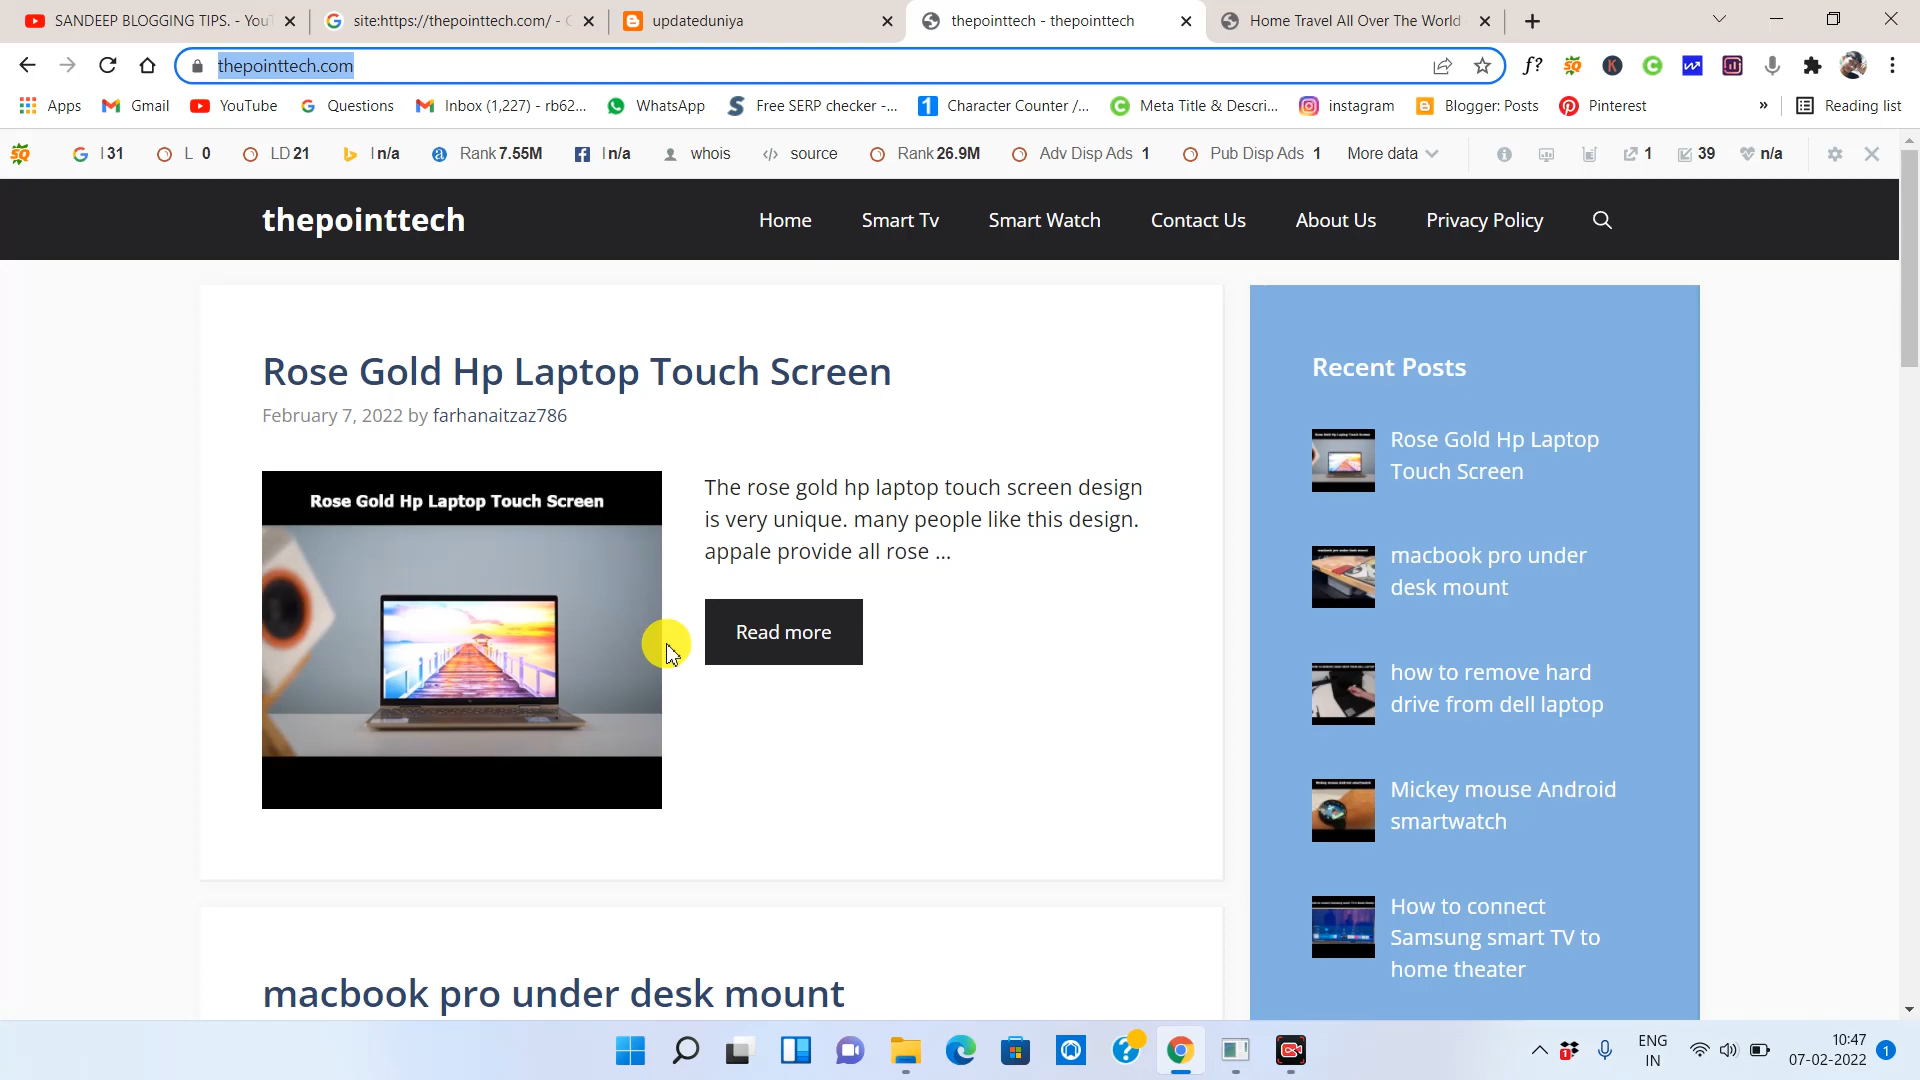 SANDEEP BLOGGING TIPS. - You
site:https://thepointtech.com/ - G
updateduniya
thepointtech - thepointtech
Home Travel All Over The World
thepointtech.com
f?
Apps
Gmail
YouTube
Questions
Inbox (1,227) - rb62...
WhatsApp
Free SERP checker -...
Character Counter /...
Meta Title & Descri...
instagram
Blogger: Posts
Pinterest
»
Reading list
I 31
L 0
LD 21
I n/a
Rank 7.55M
I n/a
whois
source
Rank 26.9M
Adv Disp Ads 1
Pub Disp Ads 1
More data
1
39
n/a
thepointtech
Home
Smart Tv
Smart Watch
Contact Us
About Us
Privacy Policy
Rose Gold Hp Laptop Touch Screen
February 7, 2022 by farhanaitzaz786
Rose Gold Hp Laptop Touch Screen
The rose gold hp laptop touch screen design
is very unique. many people like this design.
appale provide all rose ...
Read more
macbook pro under desk mount
Recent Posts
Rose Gold Hp Laptop
Touch Screen
macbook pro under
desk mount
how to remove hard
drive from dell laptop
Mickey mouse Android
smartwatch
How to connect
Samsung smart TV to
home theater
ENG
IN
10:47
07-02-2022
1